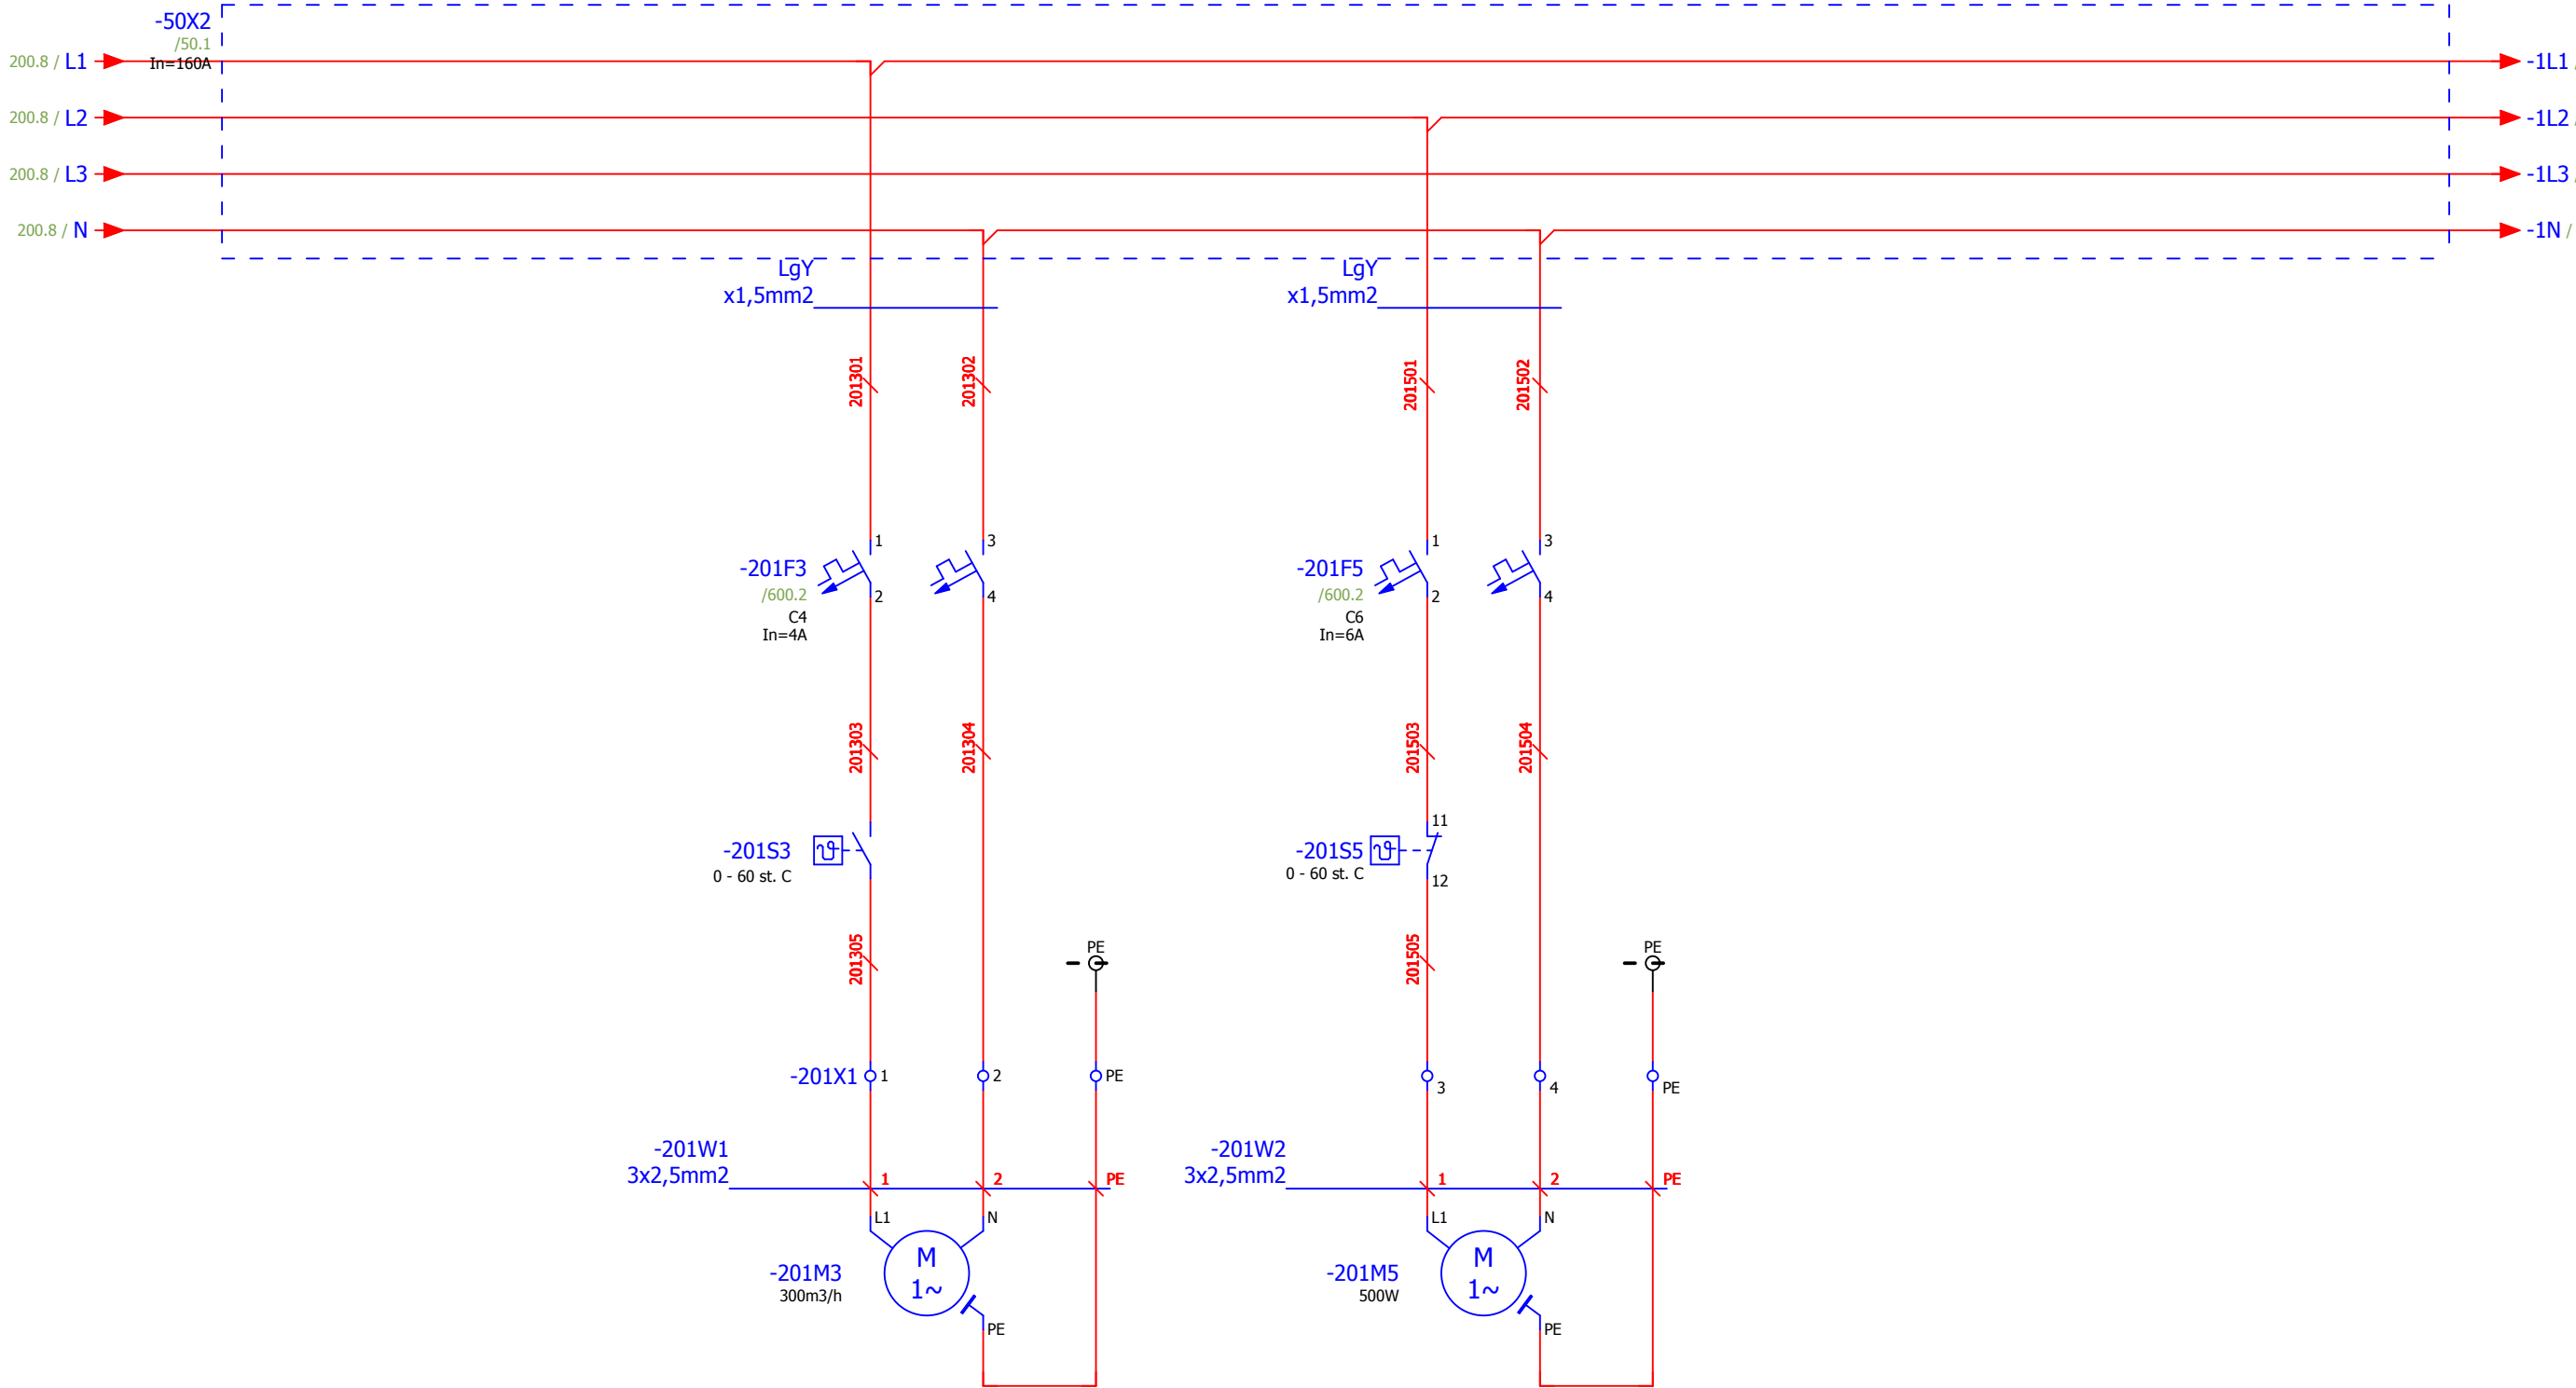 -50X2
/50.1
In=160A
200.8 / L1
-1L1 /
200.8 / L2
-1L2 /
200.8 / L3
-1L3 /
200.8 / N
-1N /
LgY
x1,5mm2
LgY
x1,5mm2
201301
201302
201501
201502
-201F3
/600.2
C4
In=4A
1
2
3
4
-201F5
/600.2
C6
In=6A
1
2
3
4
201303
201304
201503
201504
-201S3
0 - 60 st. C
-201S5
0 - 60 st. C
11
12
201305
PE
201505
PE
-201X1
1
2
PE
3
4
PE
-201W1
3x2,5mm2
1
2
PE
-201W2
3x2,5mm2
1
2
PE
L1
N
M
1~
-201M3
300m3/h
PE
L1
N
M
1~
-201M5
500W
PE